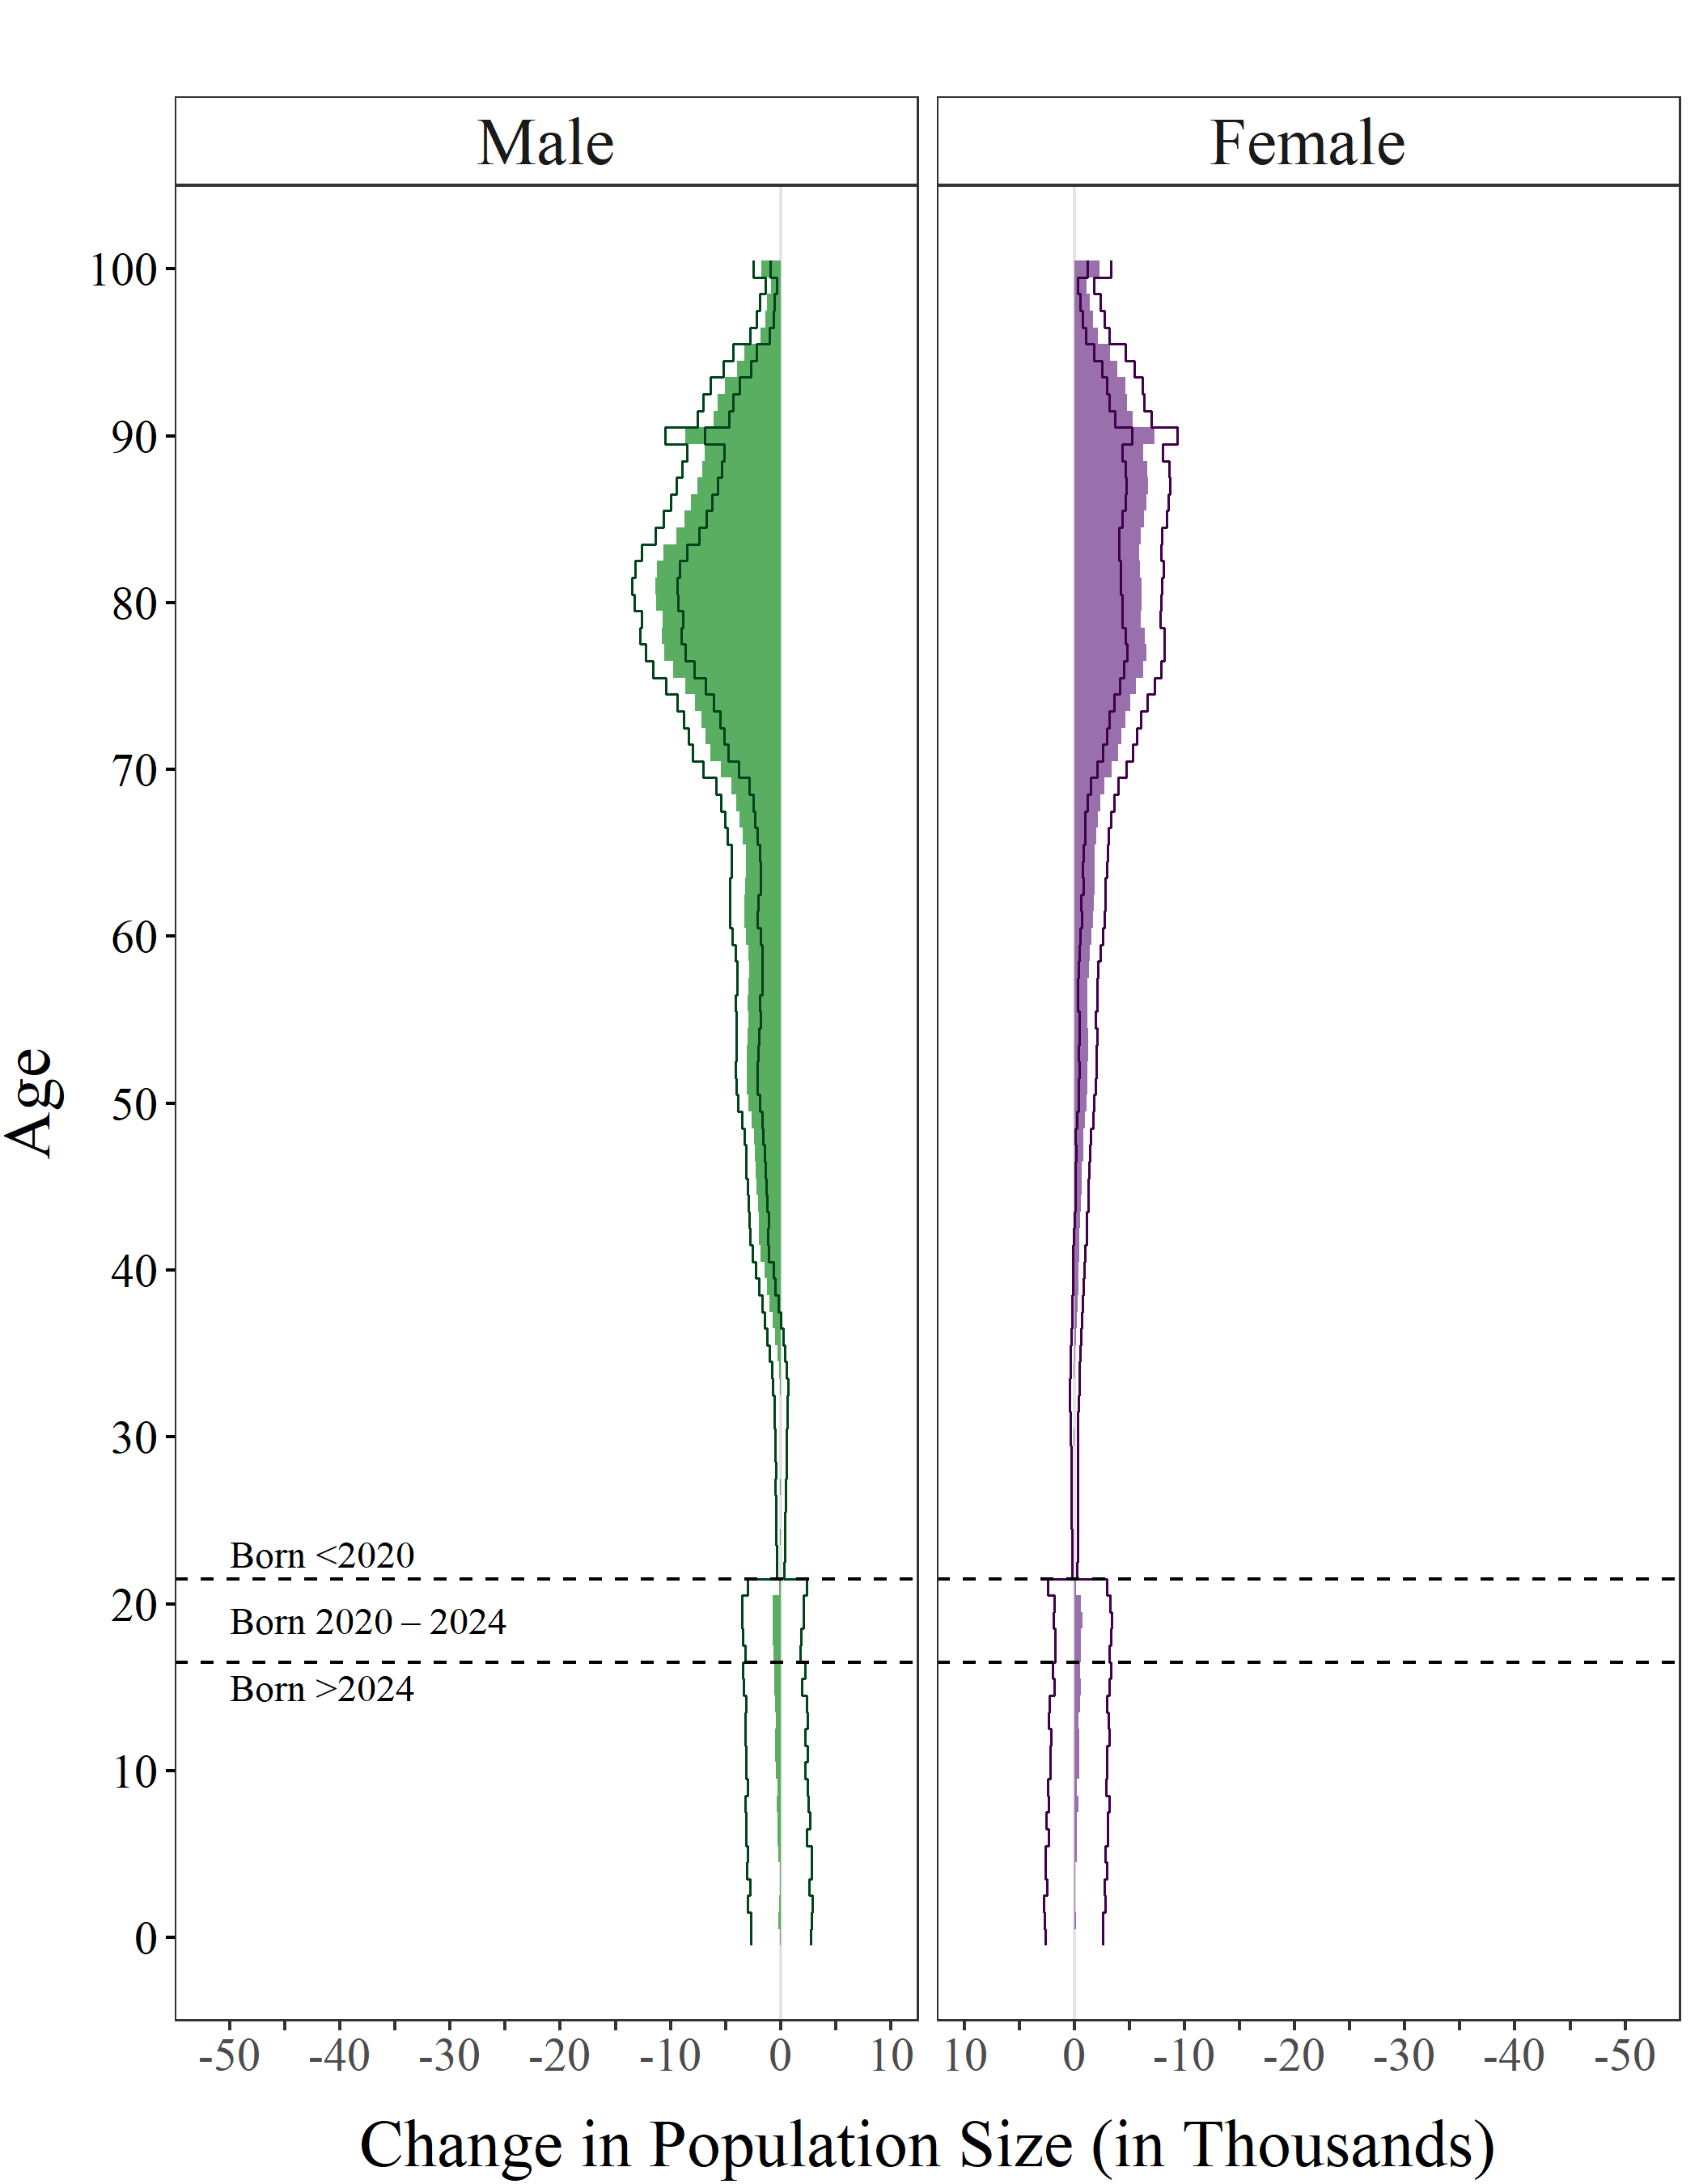 Male Female
100
90
80
70
60
50
40
30
20
10
0
Age
Born <2020
Born 2020 – 2024
Born >2024
-50 -40 -30 -20 -10 0 10 10 0 -10 -20 -30 -40 -50
Change in Population Size (in Thousands)